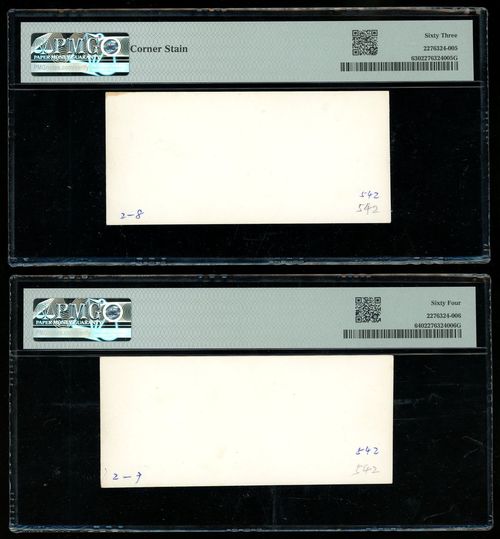 PMG
PAPER MONEY GUARANTY
Corner Stain
Sixty Three
2276324-005
6302276324005G
2-8
542
542
PMG
PAPER MONEY GUARANTY
Sixty Four
2276324-006
6402276324006G
2-7
542
542